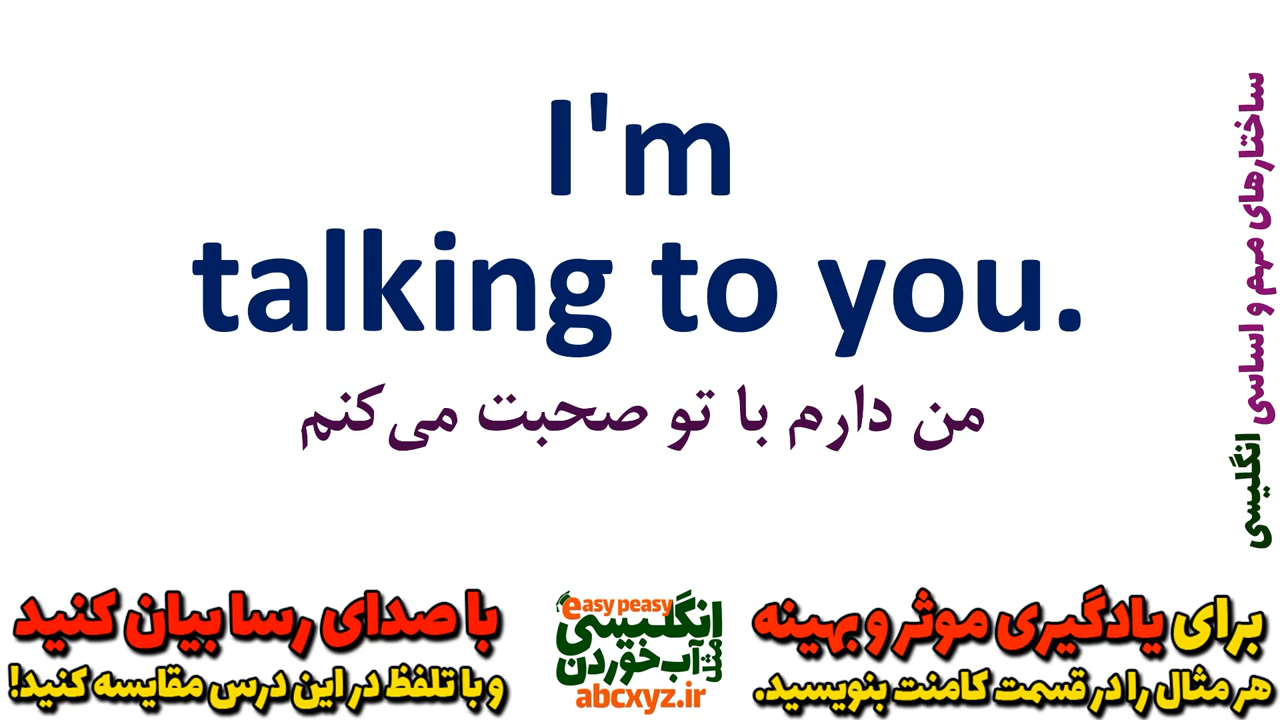 I'm
talking to you.
من دارم با تو صحبت می‌کنم
ساختارهای مهم و اساسی انگلیسی
برای یادگیری موثر و بهینه
هر مثال را در قسمت کامنت بنویسید.
easy peasy
انگلیسی
مثل آب خوردن
abcxyz.ir
با صدای رسا بیان کنید
و با تلفظ در این درس مقایسه کنید!